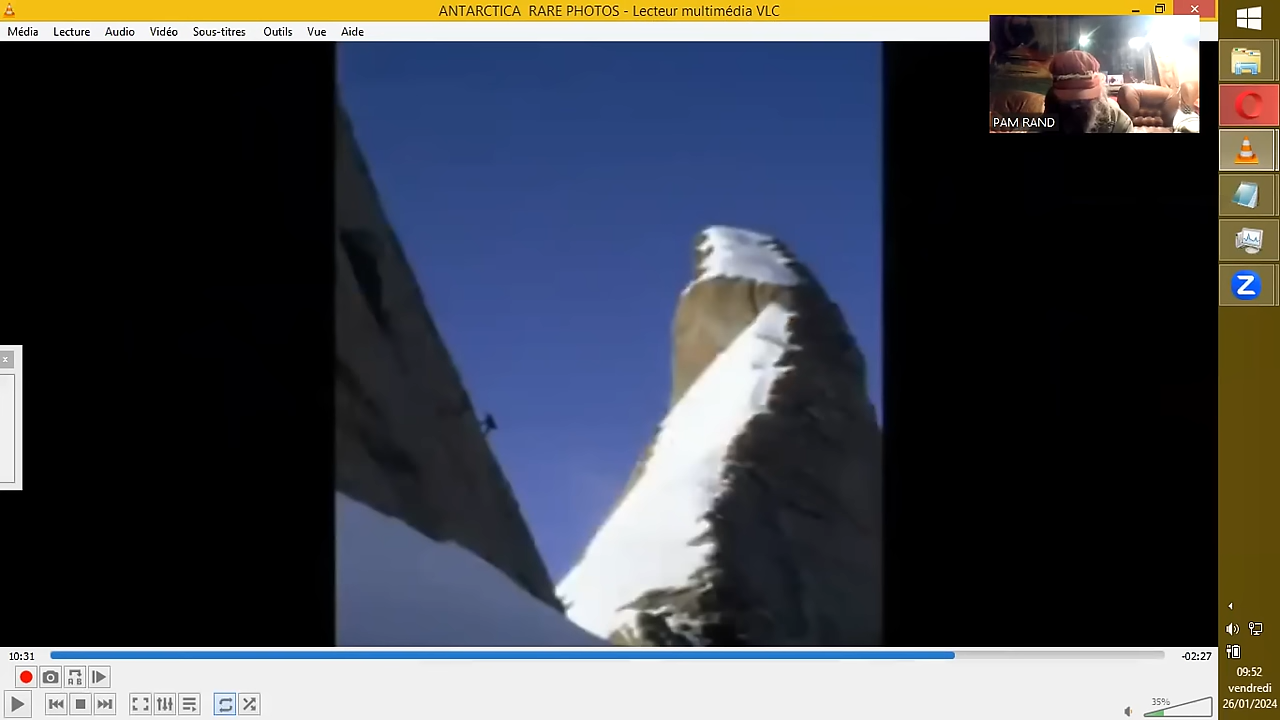 ANTARCTICA RARE PHOTOS - Lecteur multimédia VLC
Média Lecture Audio Vidéo Sous-titres Outils Vue Aide
PAM RAND
10:31
-02:27
35%
09:52
vendredi
26/01/2024